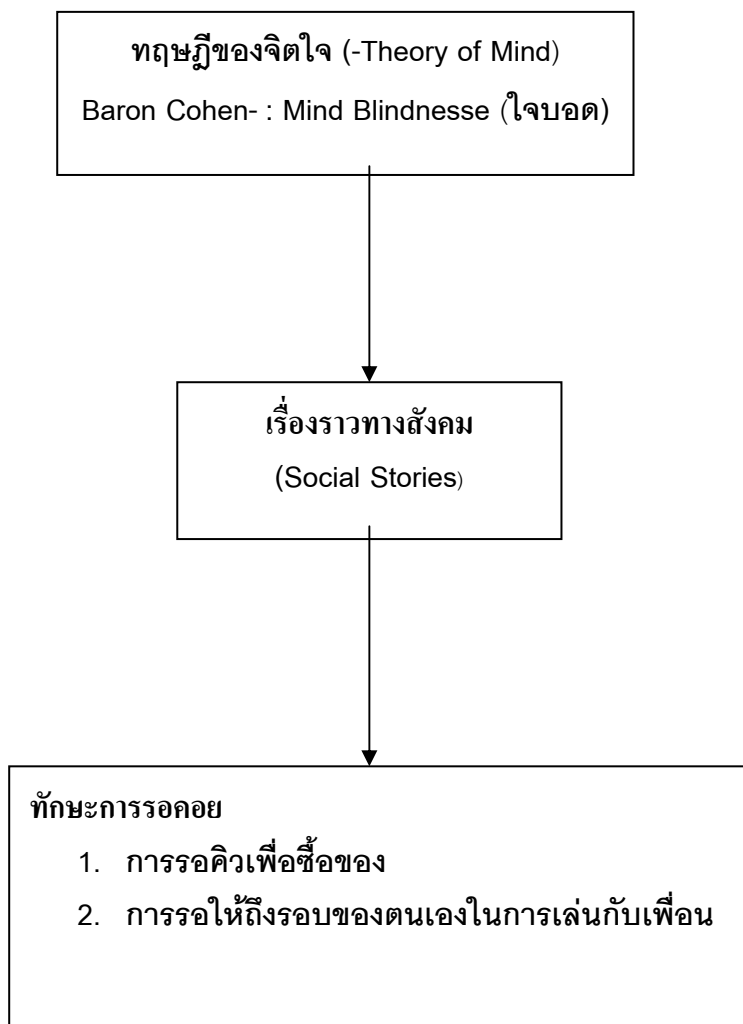 ทฤษฎีของจิตใจ (-Theory of Mind)
Baron Cohen- : Mind Blindnesse (ใจบอด)
เรื่องราวทางสังคม
(Social Stories)
ทักษะการรอคอย
1. การรอคิวเพื่อซื้อของ
2. การรอให้ถึงรอบของตนเองในการเล่นกับเพื่อน